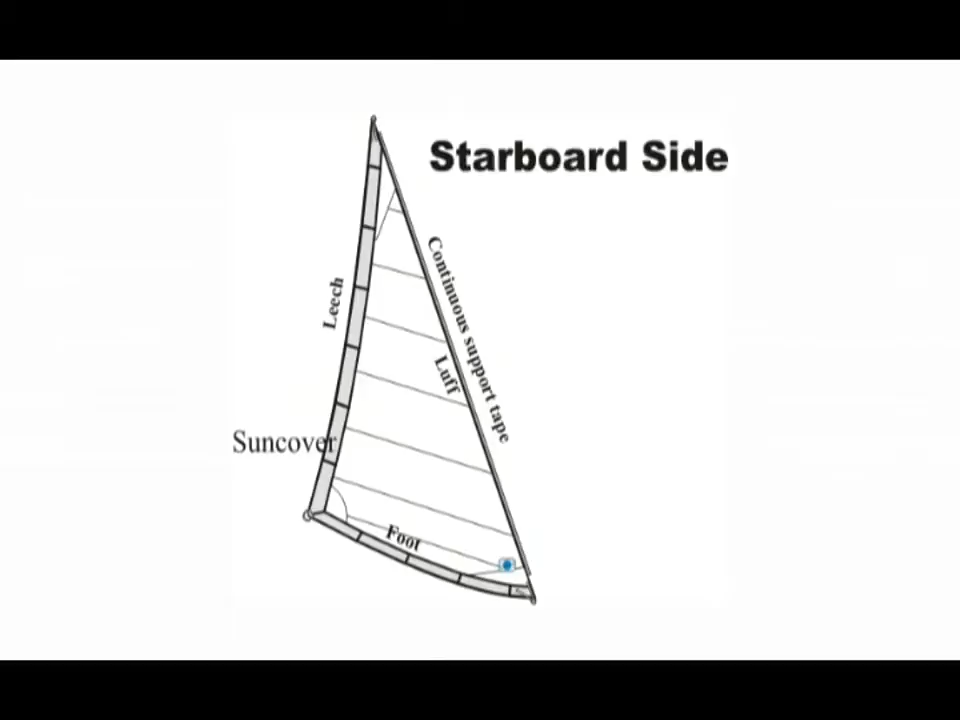 Starboard Side
Continuous support tape
Leech
Luff
Suncover
Foot